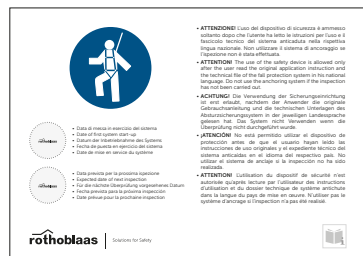 • ATTENZIONE! L'uso del dispositivo di sicurezza è ammesso
soltanto dopo che l'utente ha letto le istruzioni per l'uso e il
fascicolo tecnico del sistema anticaduta nella rispettiva
lingua nazionale. Non utilizzare il sistema di ancoraggio se
l'ispezione non è stata effettuata.
• ATTENTION! The use of the safety device is allowed only
after the user read the original application instruction and
the technical file of the fall protection system in his national
language. Do not use the anchoring system if the inspection
has not been carried out.
• ACHTUNG! Die Verwendung der Sicherungseinrichtung
ist erst erlaubt, nachdem der Anwender die originale
Gebrauchsanleitung und die technischen Unterlagen des
Absturzsicherungssystem in der jeweiligen Landessprache
gelesen hat. Das System nicht Verwenden wenn die
Überprüfung nicht durchgeführt wurde.
• ¡ATENCIÓN! No está permitido utilizar el dispositivo de
protección antes de que el usuario hayan leído las
instrucciones de uso originales y el expediente técnico del
sistema anticaídas en el idioma del respectivo país. No
utilizar el sistema de anclaje si la inspección no ha sido
realizada.
• ATTENTION! L'utilisation du dispositif de sécurité n'est
autorisée qu'après lecture par l'utilisateur des instructions
d'utilisation et du dossier technique de système antichute
dans la langue du pays de mise en œuvre. N'utilisez pas le
système d'ancrage si l'inspection n'a pas été réalisé.
rothoblaas
• Data di messa in esercizio del sistema
• Date of first system start-up
• Datum der Indatriebnahme des Systems
• Fecha de puesta en ejercicio del sistema
• Date de mise en service du système
rothoblaas
• Data prevista per la prossima ispezione
• Expected date of next inspection
• Für die nächste Überprüfung vorgesehenes Datum
• Fecha prevista para la próxima inspección
• Date prévue pour la prochaine inspection
rothoblaas
Solutions for Safety